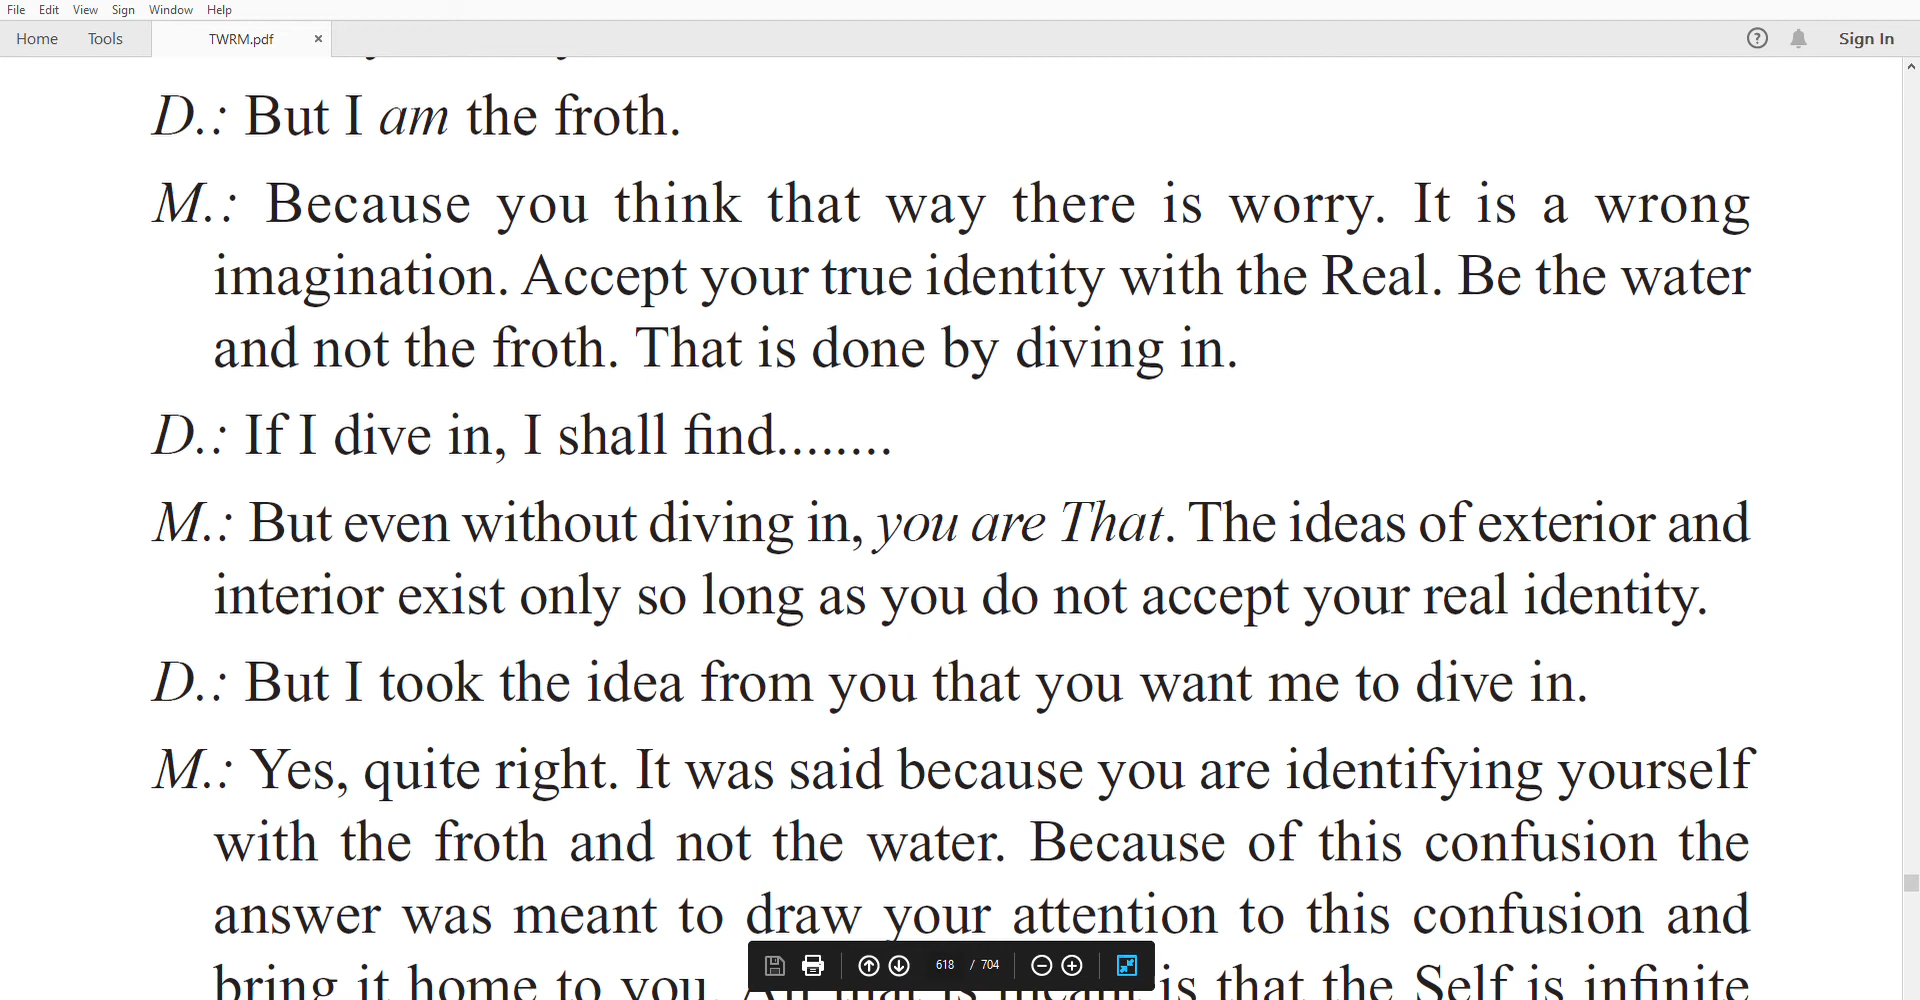 File Edit View Sign Window Help
Home Tools TWRM.pdf × ? Sign In
D.: But I am the froth.
M.: Because you think that way there is worry. It is a wrong
imagination. Accept your true identity with the Real. Be the water
and not the froth. That is done by diving in.
D.: If I dive in, I shall find........
M.: But even without diving in, you are That. The ideas of exterior and
interior exist only so long as you do not accept your real identity.
D.: But I took the idea from you that you want me to dive in.
M.: Yes, quite right. It was said because you are identifying yourself
with the froth and not the water. Because of this confusion the
answer was meant to draw your attention to this confusion and
bring it home to you. All that is meant is that the Self is infinite
618 / 704